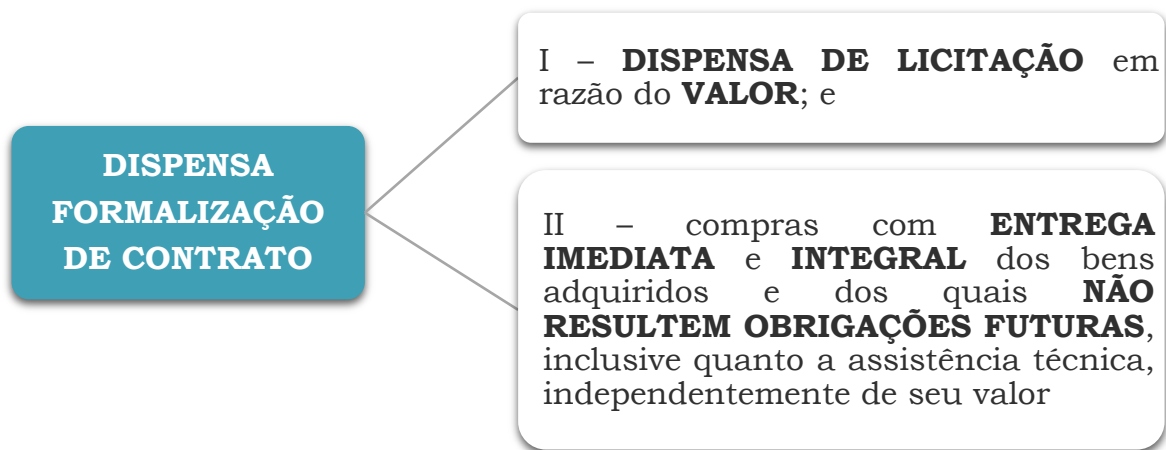 DISPENSA
FORMALIZAÇÃO
DE CONTRATO
I – DISPENSA DE LICITAÇÃO em
razão do VALOR; e
II – compras com ENTREGA
IMEDIATA e INTEGRAL dos bens
adquiridos e dos quais NÃO
RESULTEM OBRIGAÇÕES FUTURAS,
inclusive quanto a assistência técnica,
independentemente de seu valor